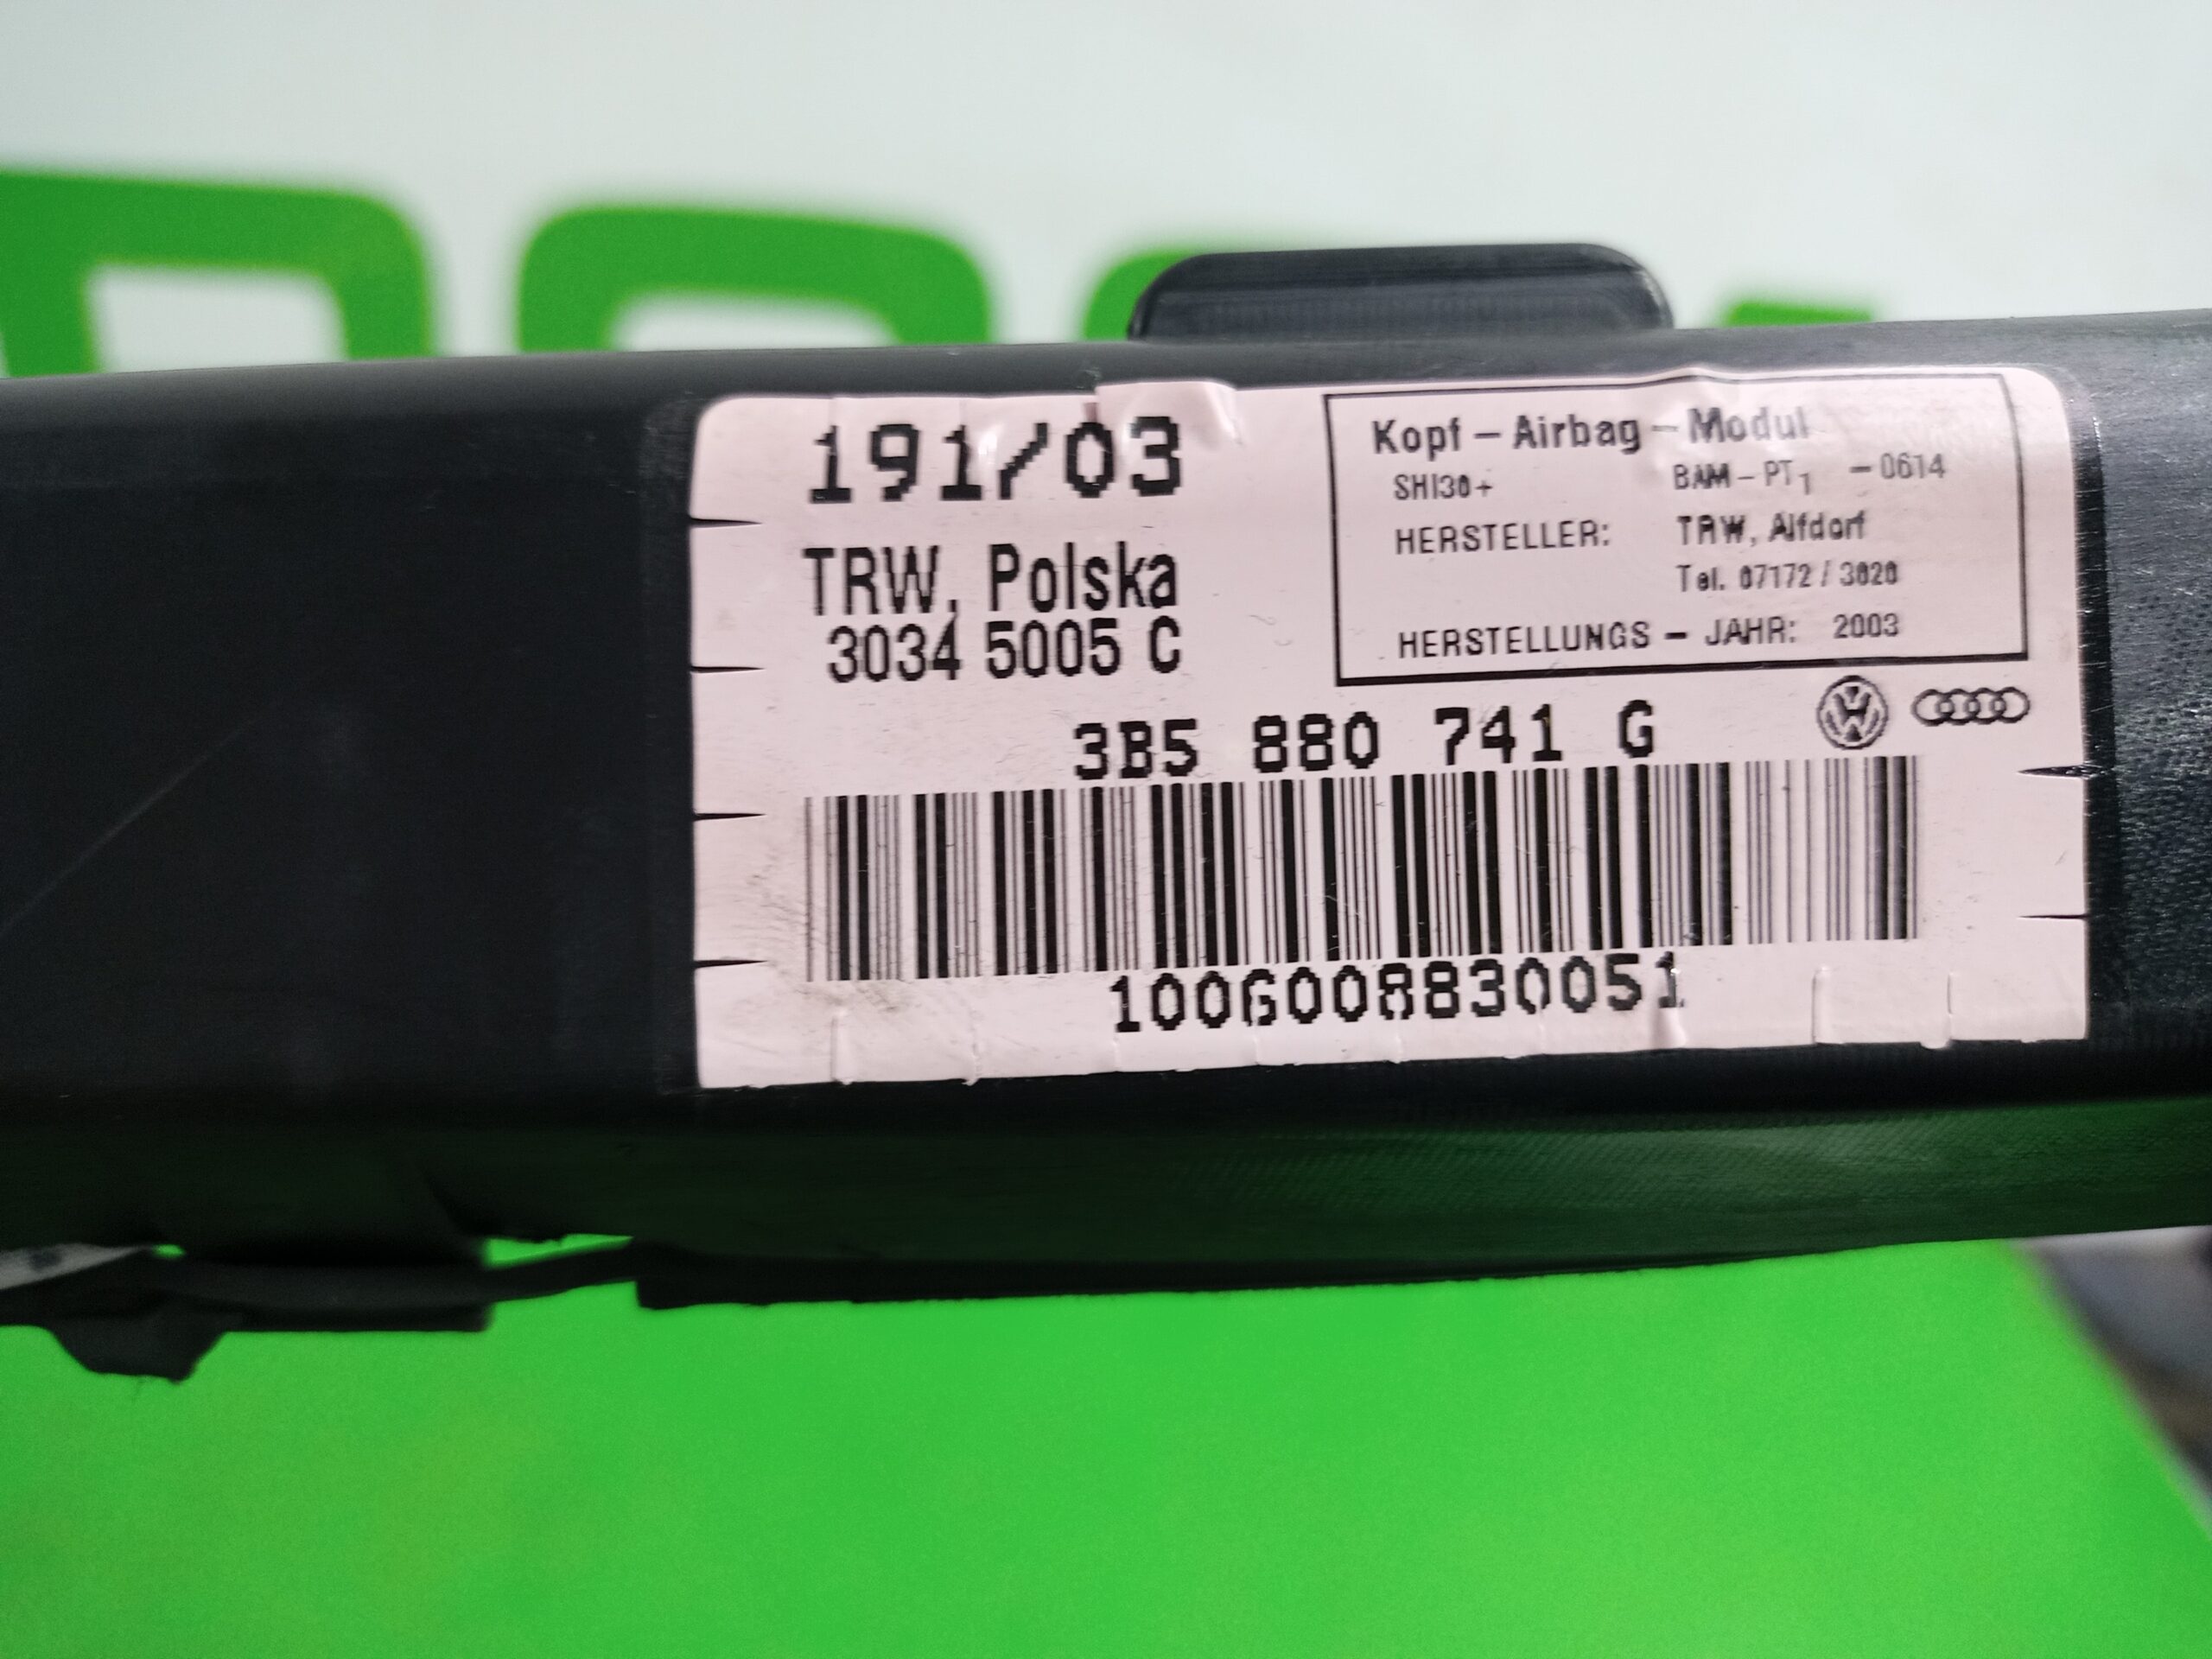 191/03
TRW, Polska
3034 5005 C
Kopf - Airbag - Modul
SHI30+ BAM - PT1 - 0614
HERSTELLER: TRW, Alfdorf
Tel. 07172 / 3020
HERSTELLUNGS - JAHR: 2003
3B5 880 741 G
100G008830051